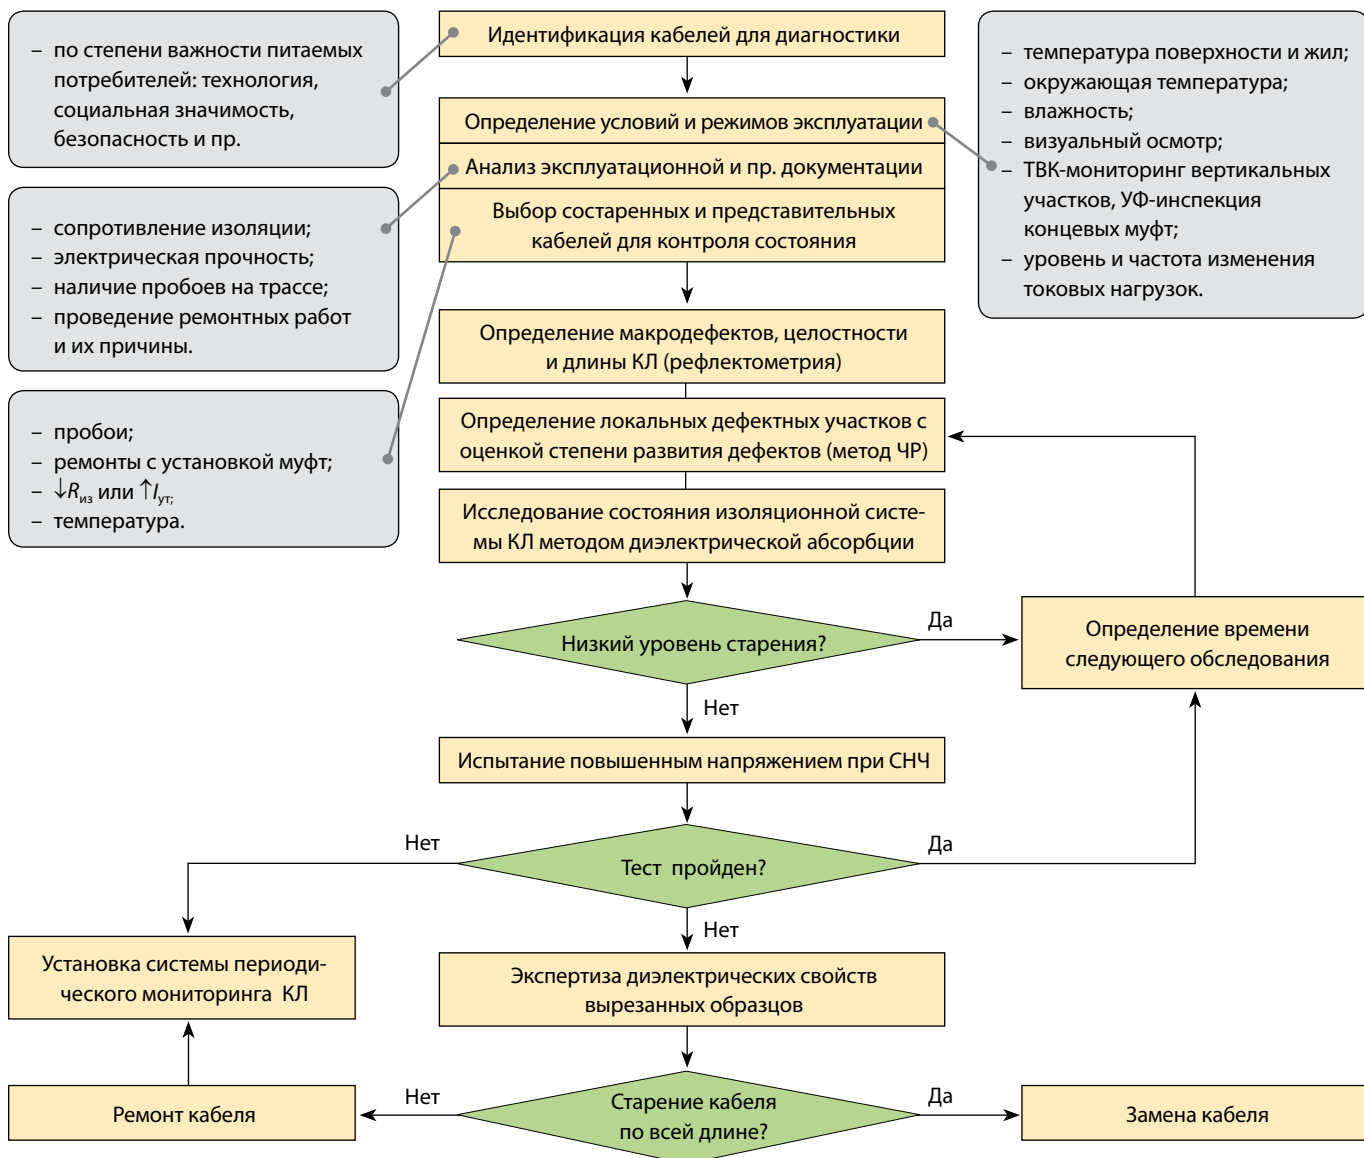 – по степени важности питаемых
потребителей: технология,
социальная значимость,
безопасность и пр.
Идентификация кабелей для диагностики
– температура поверхности и жил;
– окружающая температура;
– влажность;
– визуальный осмотр;
– ТВК-мониторинг вертикальных
участков, УФ-инспекция
концевых муфт;
– уровень и частота изменения
токовых нагрузок.
Определение условий и режимов эксплуатации
Анализ эксплуатационной и пр. документации
Выбор состаренных и представительных
кабелей для контроля состояния
– сопротивление изоляции;
– электрическая прочность;
– наличие пробоев на трассе;
– проведение ремонтных работ
и их причины.
Определение макродефектов, целостности
и длины КЛ (рефлектометрия)
– пробои;
– ремонты с установкой муфт;
– ↓Rиз или ↑Iут;
– температура.
Определение локальных дефектных участков с
оценкой степени развития дефектов (метод ЧР)
Исследование состояния изоляционной систе-
мы КЛ методом диэлектрической абсорбции
Низкий уровень старения?
Да
Определение времени
следующего обследования
Нет
Испытание повышенным напряжением при СНЧ
Нет
Тест пройден?
Да
Нет
Установка системы периоди-
ческого мониторинга КЛ
Экспертиза диэлектрических свойств
вырезанных образцов
Ремонт кабеля
Нет
Старение кабеля
по всей длине?
Да
Замена кабеля